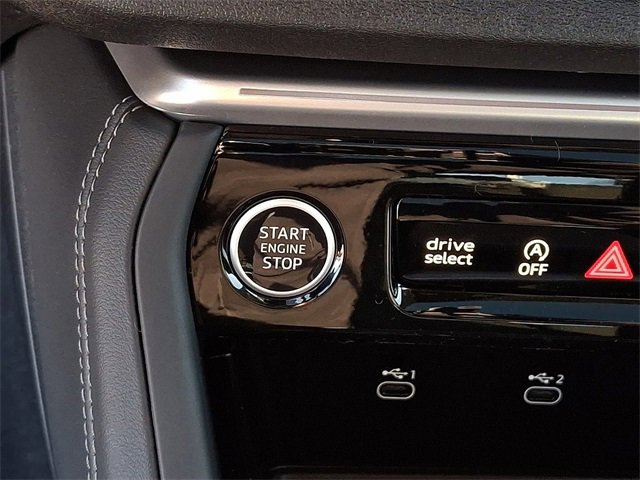 START
ENGINE
STOP
drive
select
A
OFF
1
2